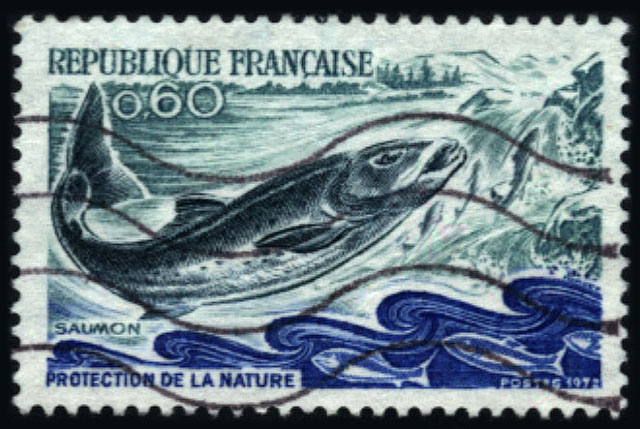 REPUBLIQUE FRANÇAISE
0,60
SAUMON
PROTECTION DE LA NATURE
POSTES 1972